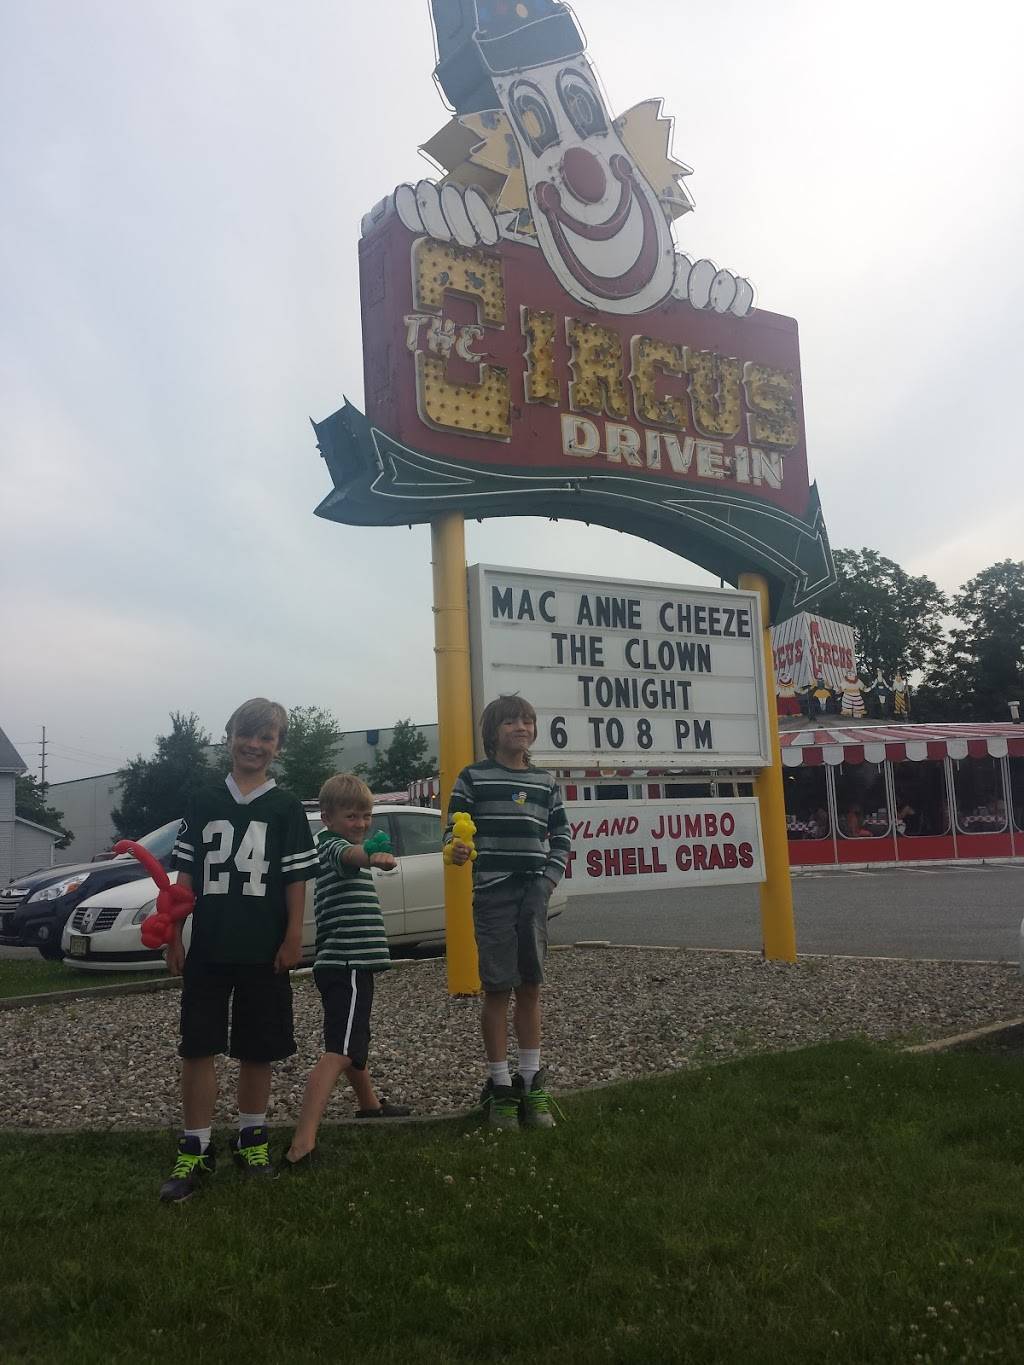 THE CIRCUS
DRIVE-IN
MAC ANNE CHEEZE
THE CLOWN
TONIGHT
6 TO 8 PM
CIRCUS
YLAND JUMBO
T SHELL CRABS
24